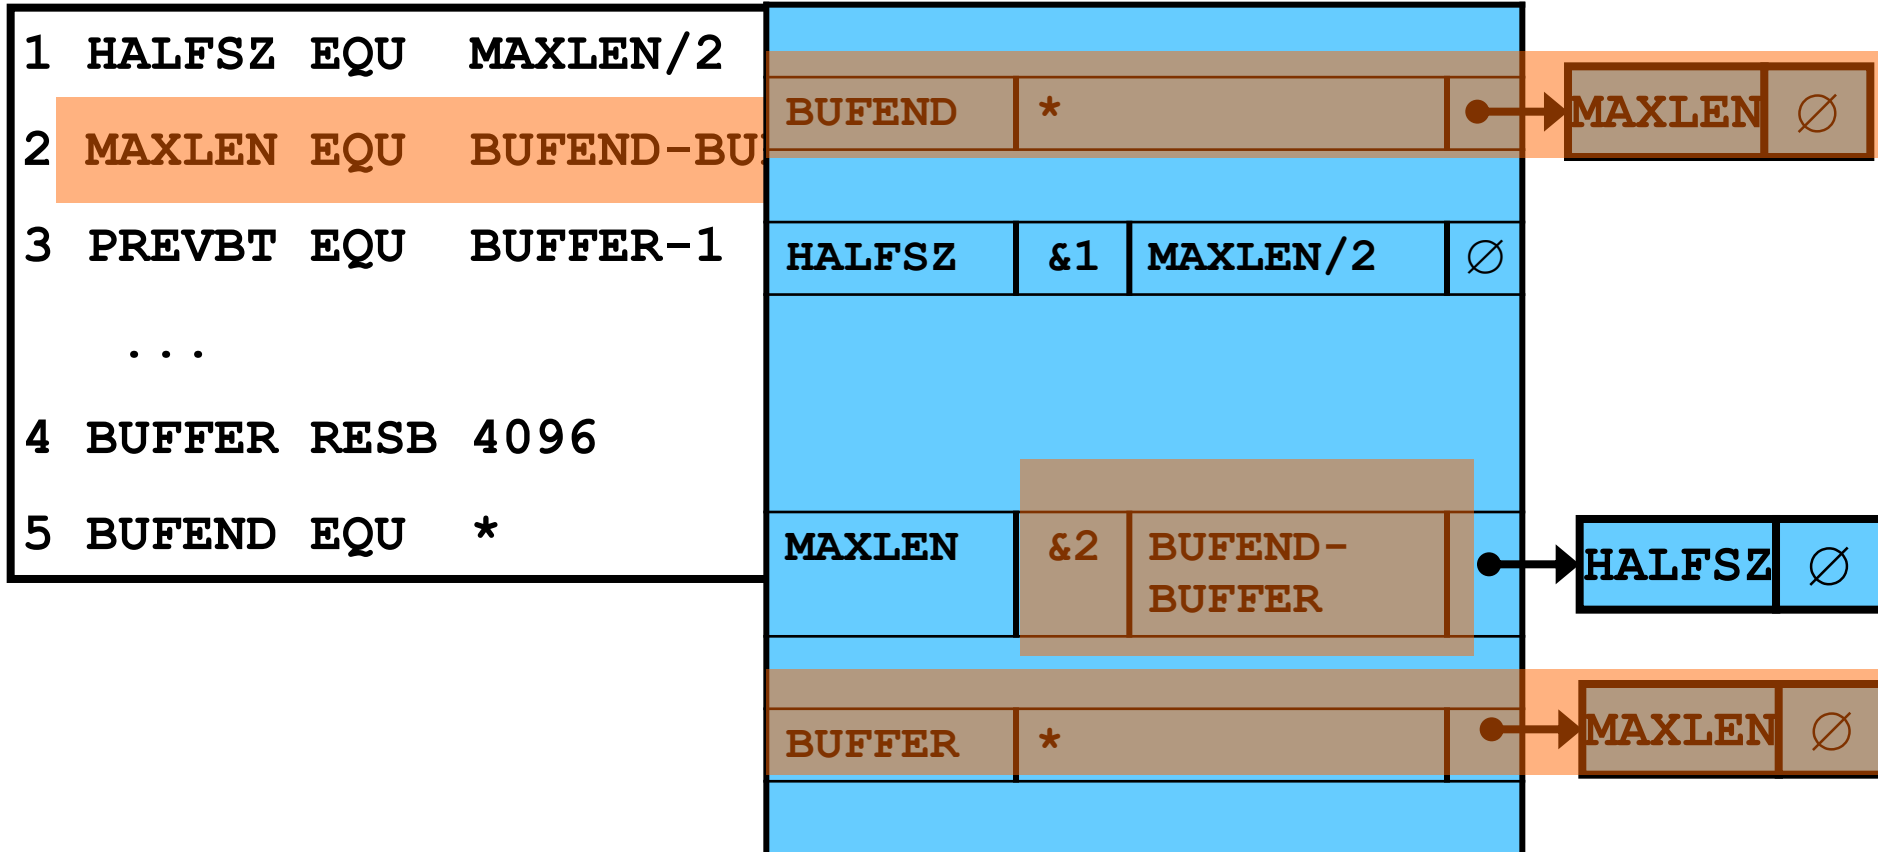 1 HALFSZ EQU MAXLEN/2
2 MAXLEN EQU BUFEND-BU
3 PREVBT EQU BUFFER-1
...
4 BUFFER RESB 4096
5 BUFEND EQU *
BUFEND * MAXLEN ∅
HALFSZ &1 MAXLEN/2 ∅
MAXLEN &2 BUFEND- HALFSZ ∅
BUFFER
BUFFER * MAXLEN ∅